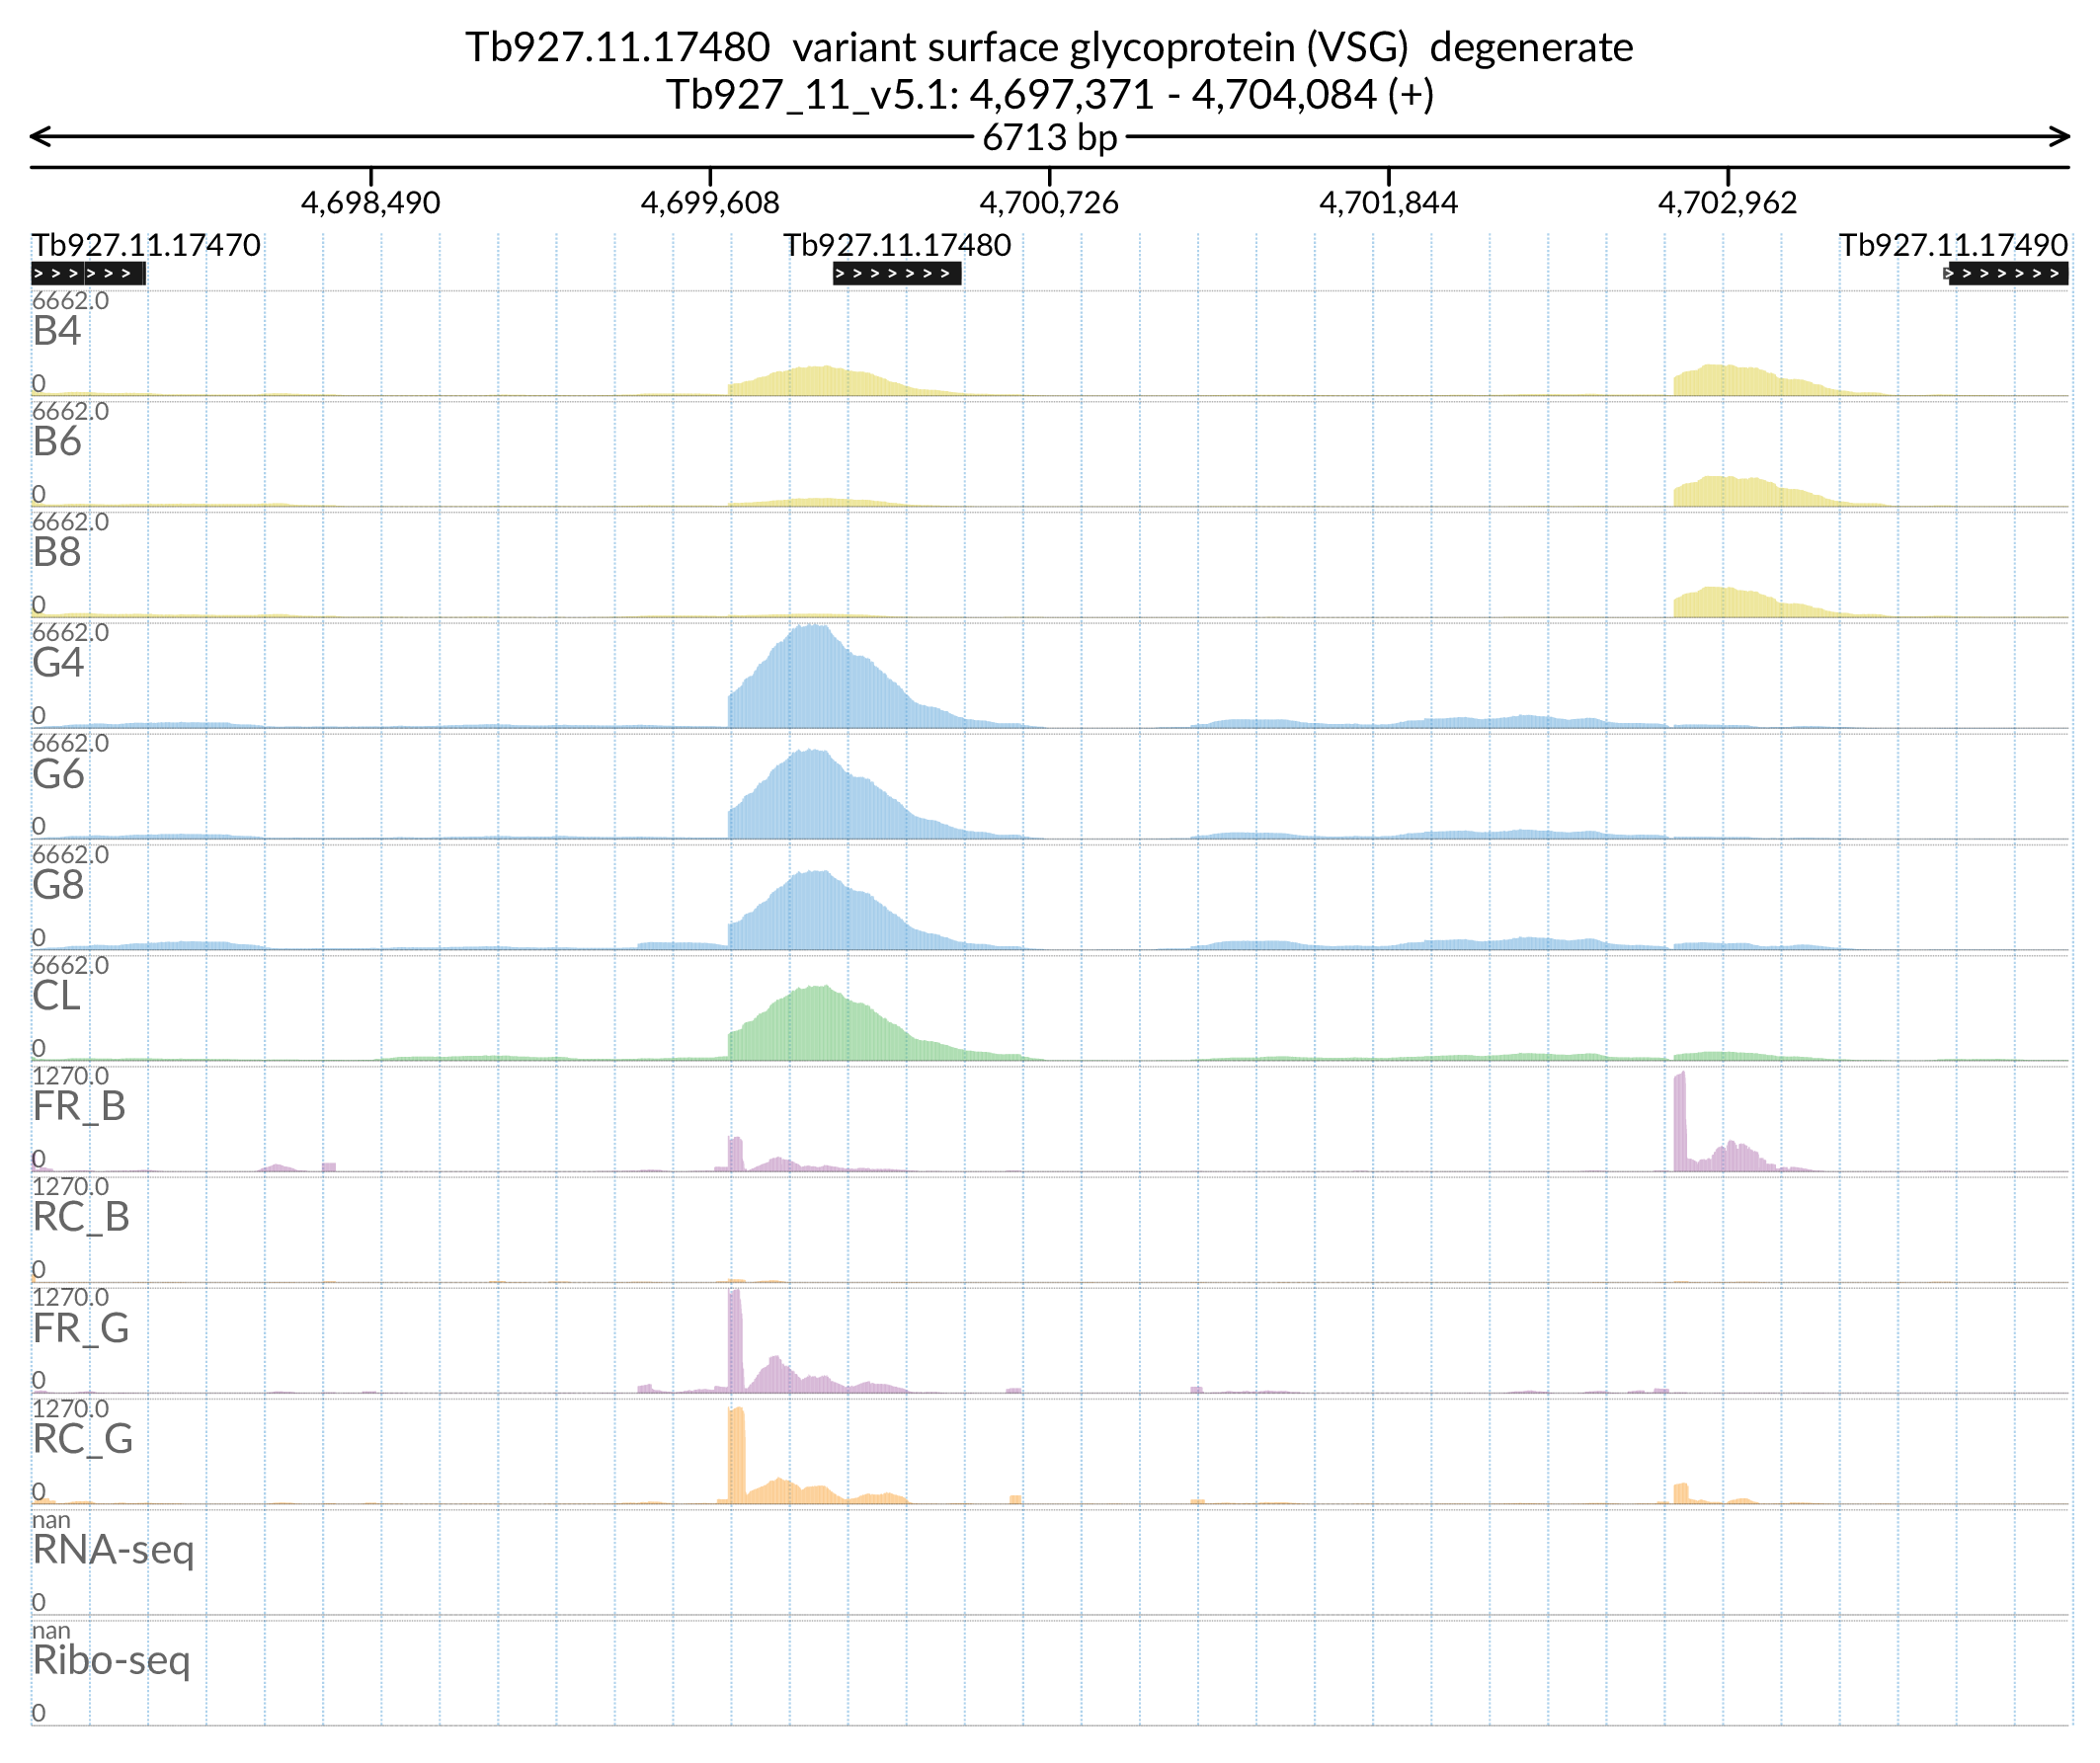 Tb927.11.17480  variant surface glycoprotein (VSG)  degenerate
Tb927_11_v5.1: 4,697,371 - 4,704,084 (+)
6713 bp
4,698,490 4,699,608 4,700,726 4,701,844 4,702,962
Tb927.11.17470 Tb927.11.17480 Tb927.11.17490
6662.0
B4
0
6662.0
B6
0
6662.0
B8
0
6662.0
G4
0
6662.0
G6
0
6662.0
G8
0
6662.0
CL
0
1270.0
FR_B
0
1270.0
RC_B
0
1270.0
FR_G
0
1270.0
RC_G
0
nan
RNA-seq
0
nan
Ribo-seq
0